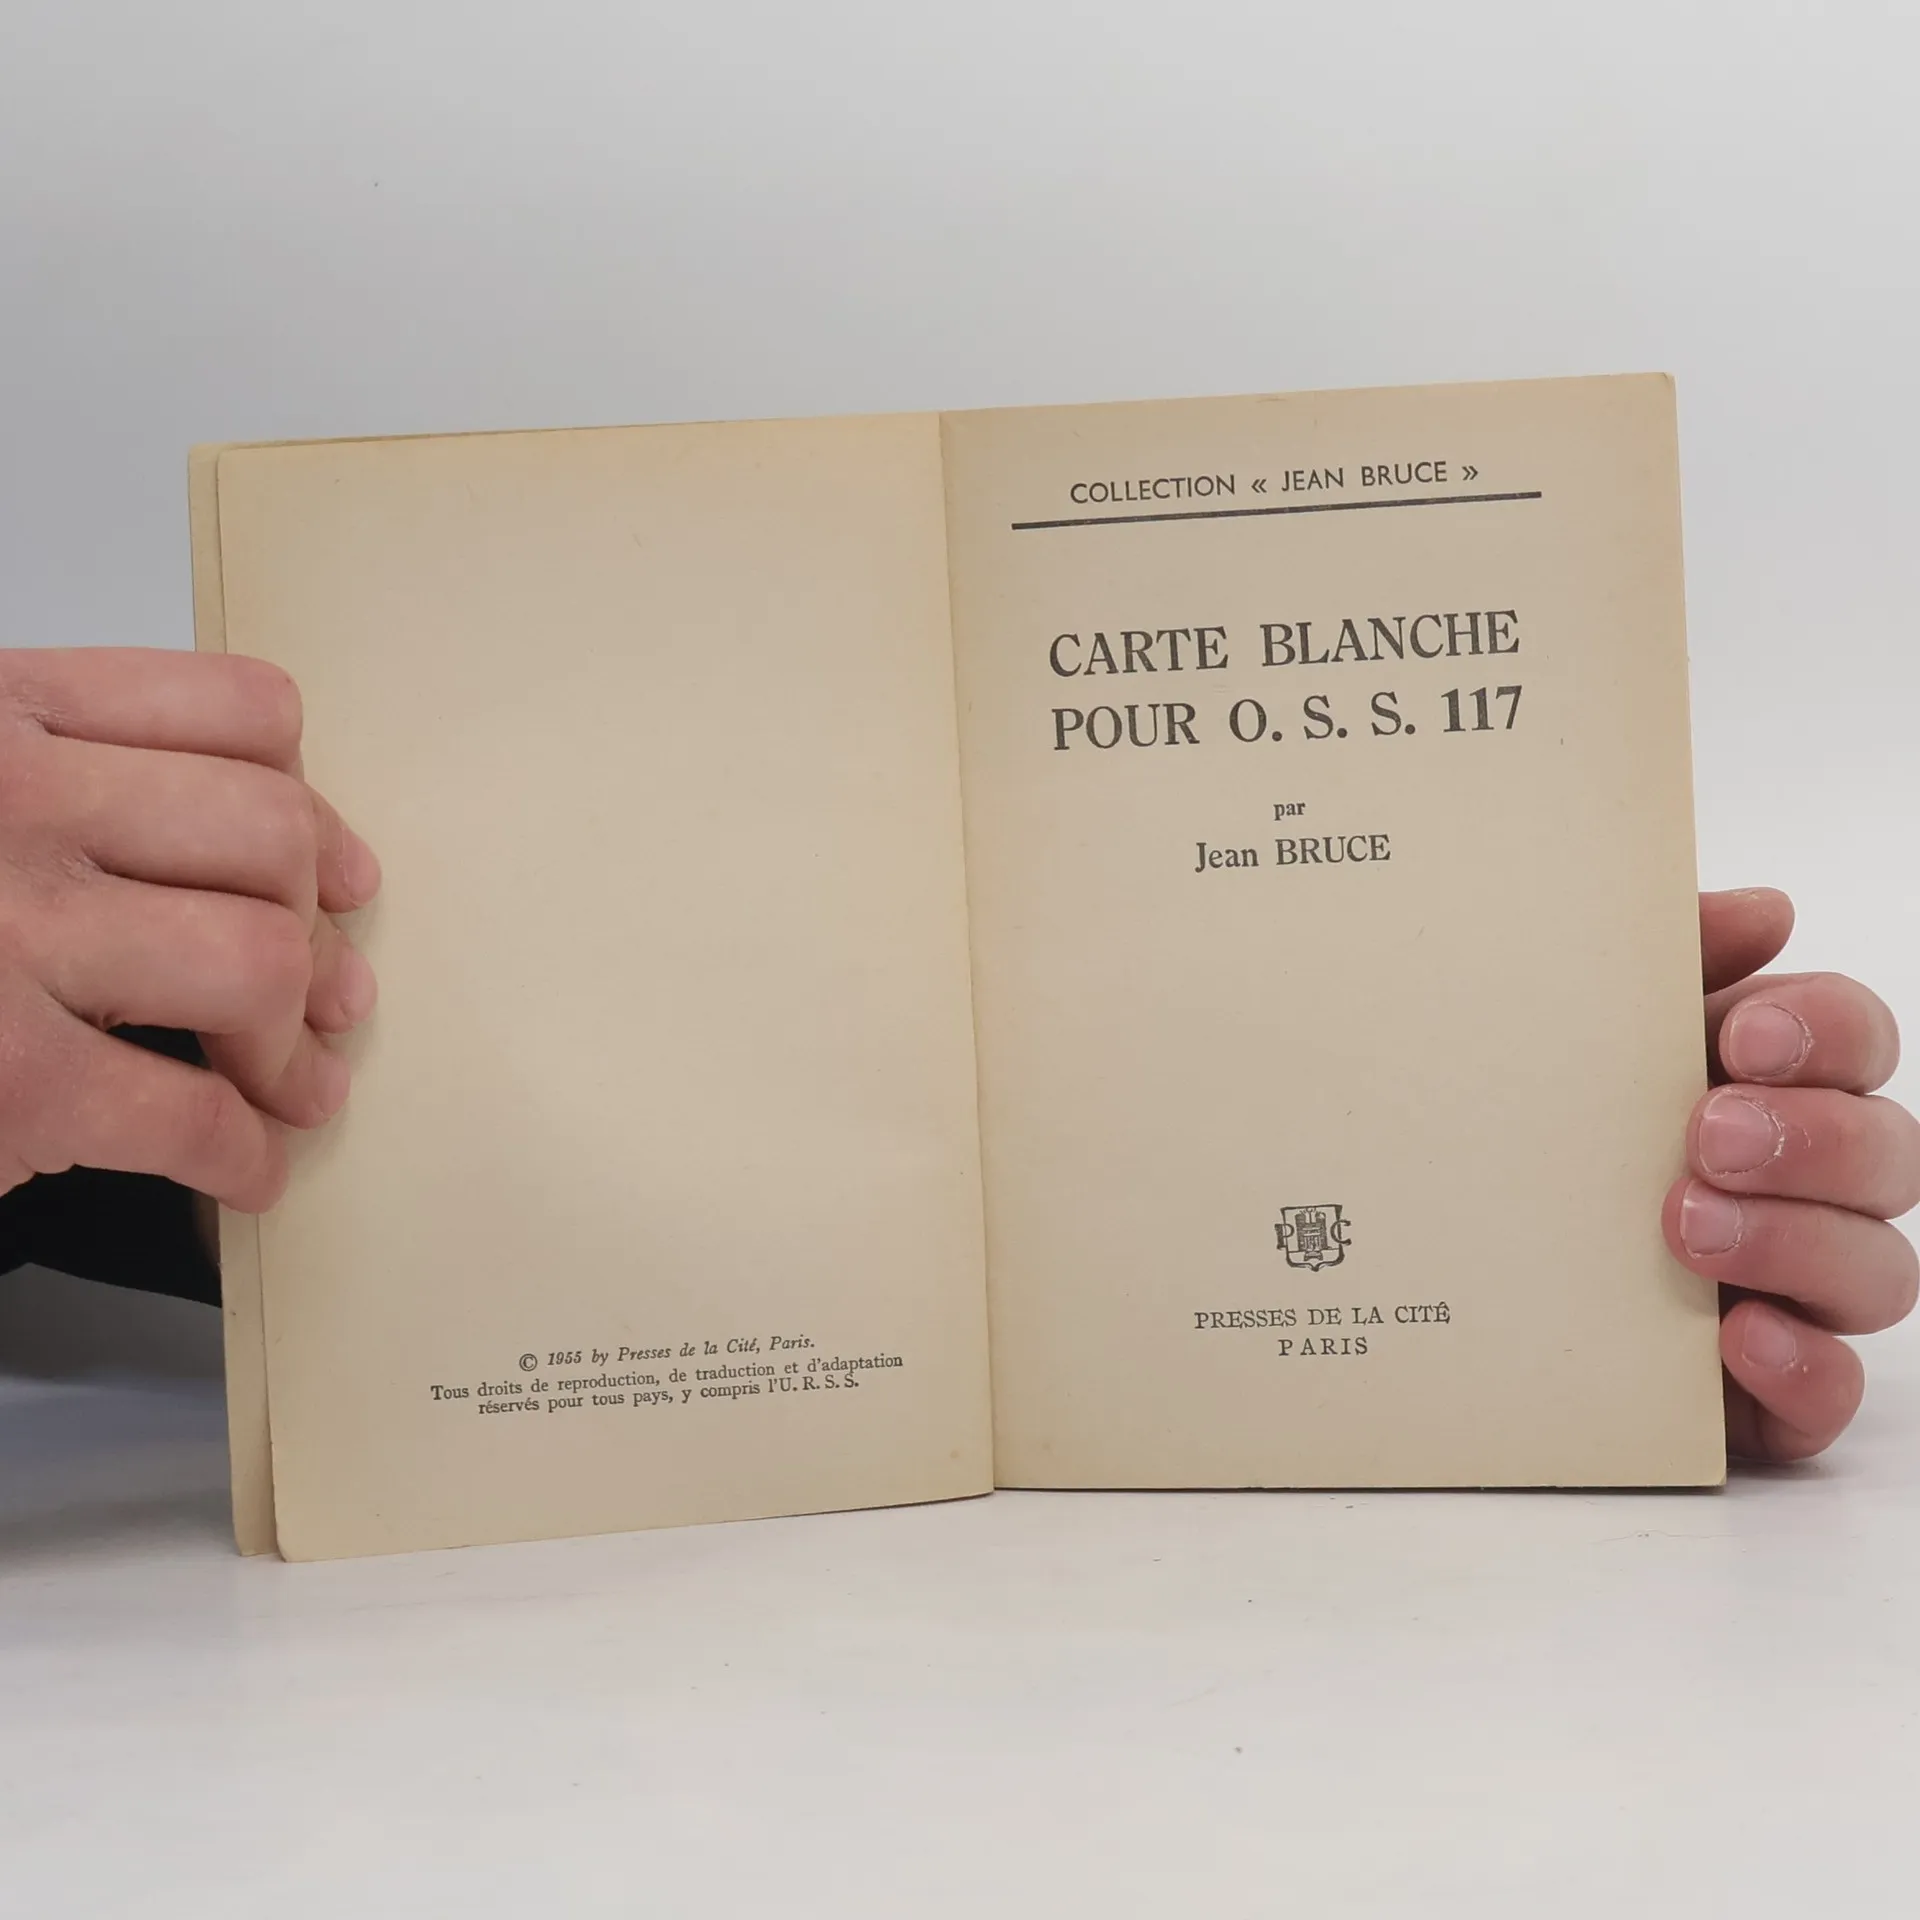 © 1955 by Presses de la Cité, Paris.
Tous droits de reproduction, de traduction et d'adaptation
réservés pour tous pays, y compris l'U. R. S. S.
COLLECTION « JEAN BRUCE »
CARTE BLANCHE
POUR O. S. S. 117
par
Jean BRUCE
P C
PRESSES DE LA CITÉ
PARIS